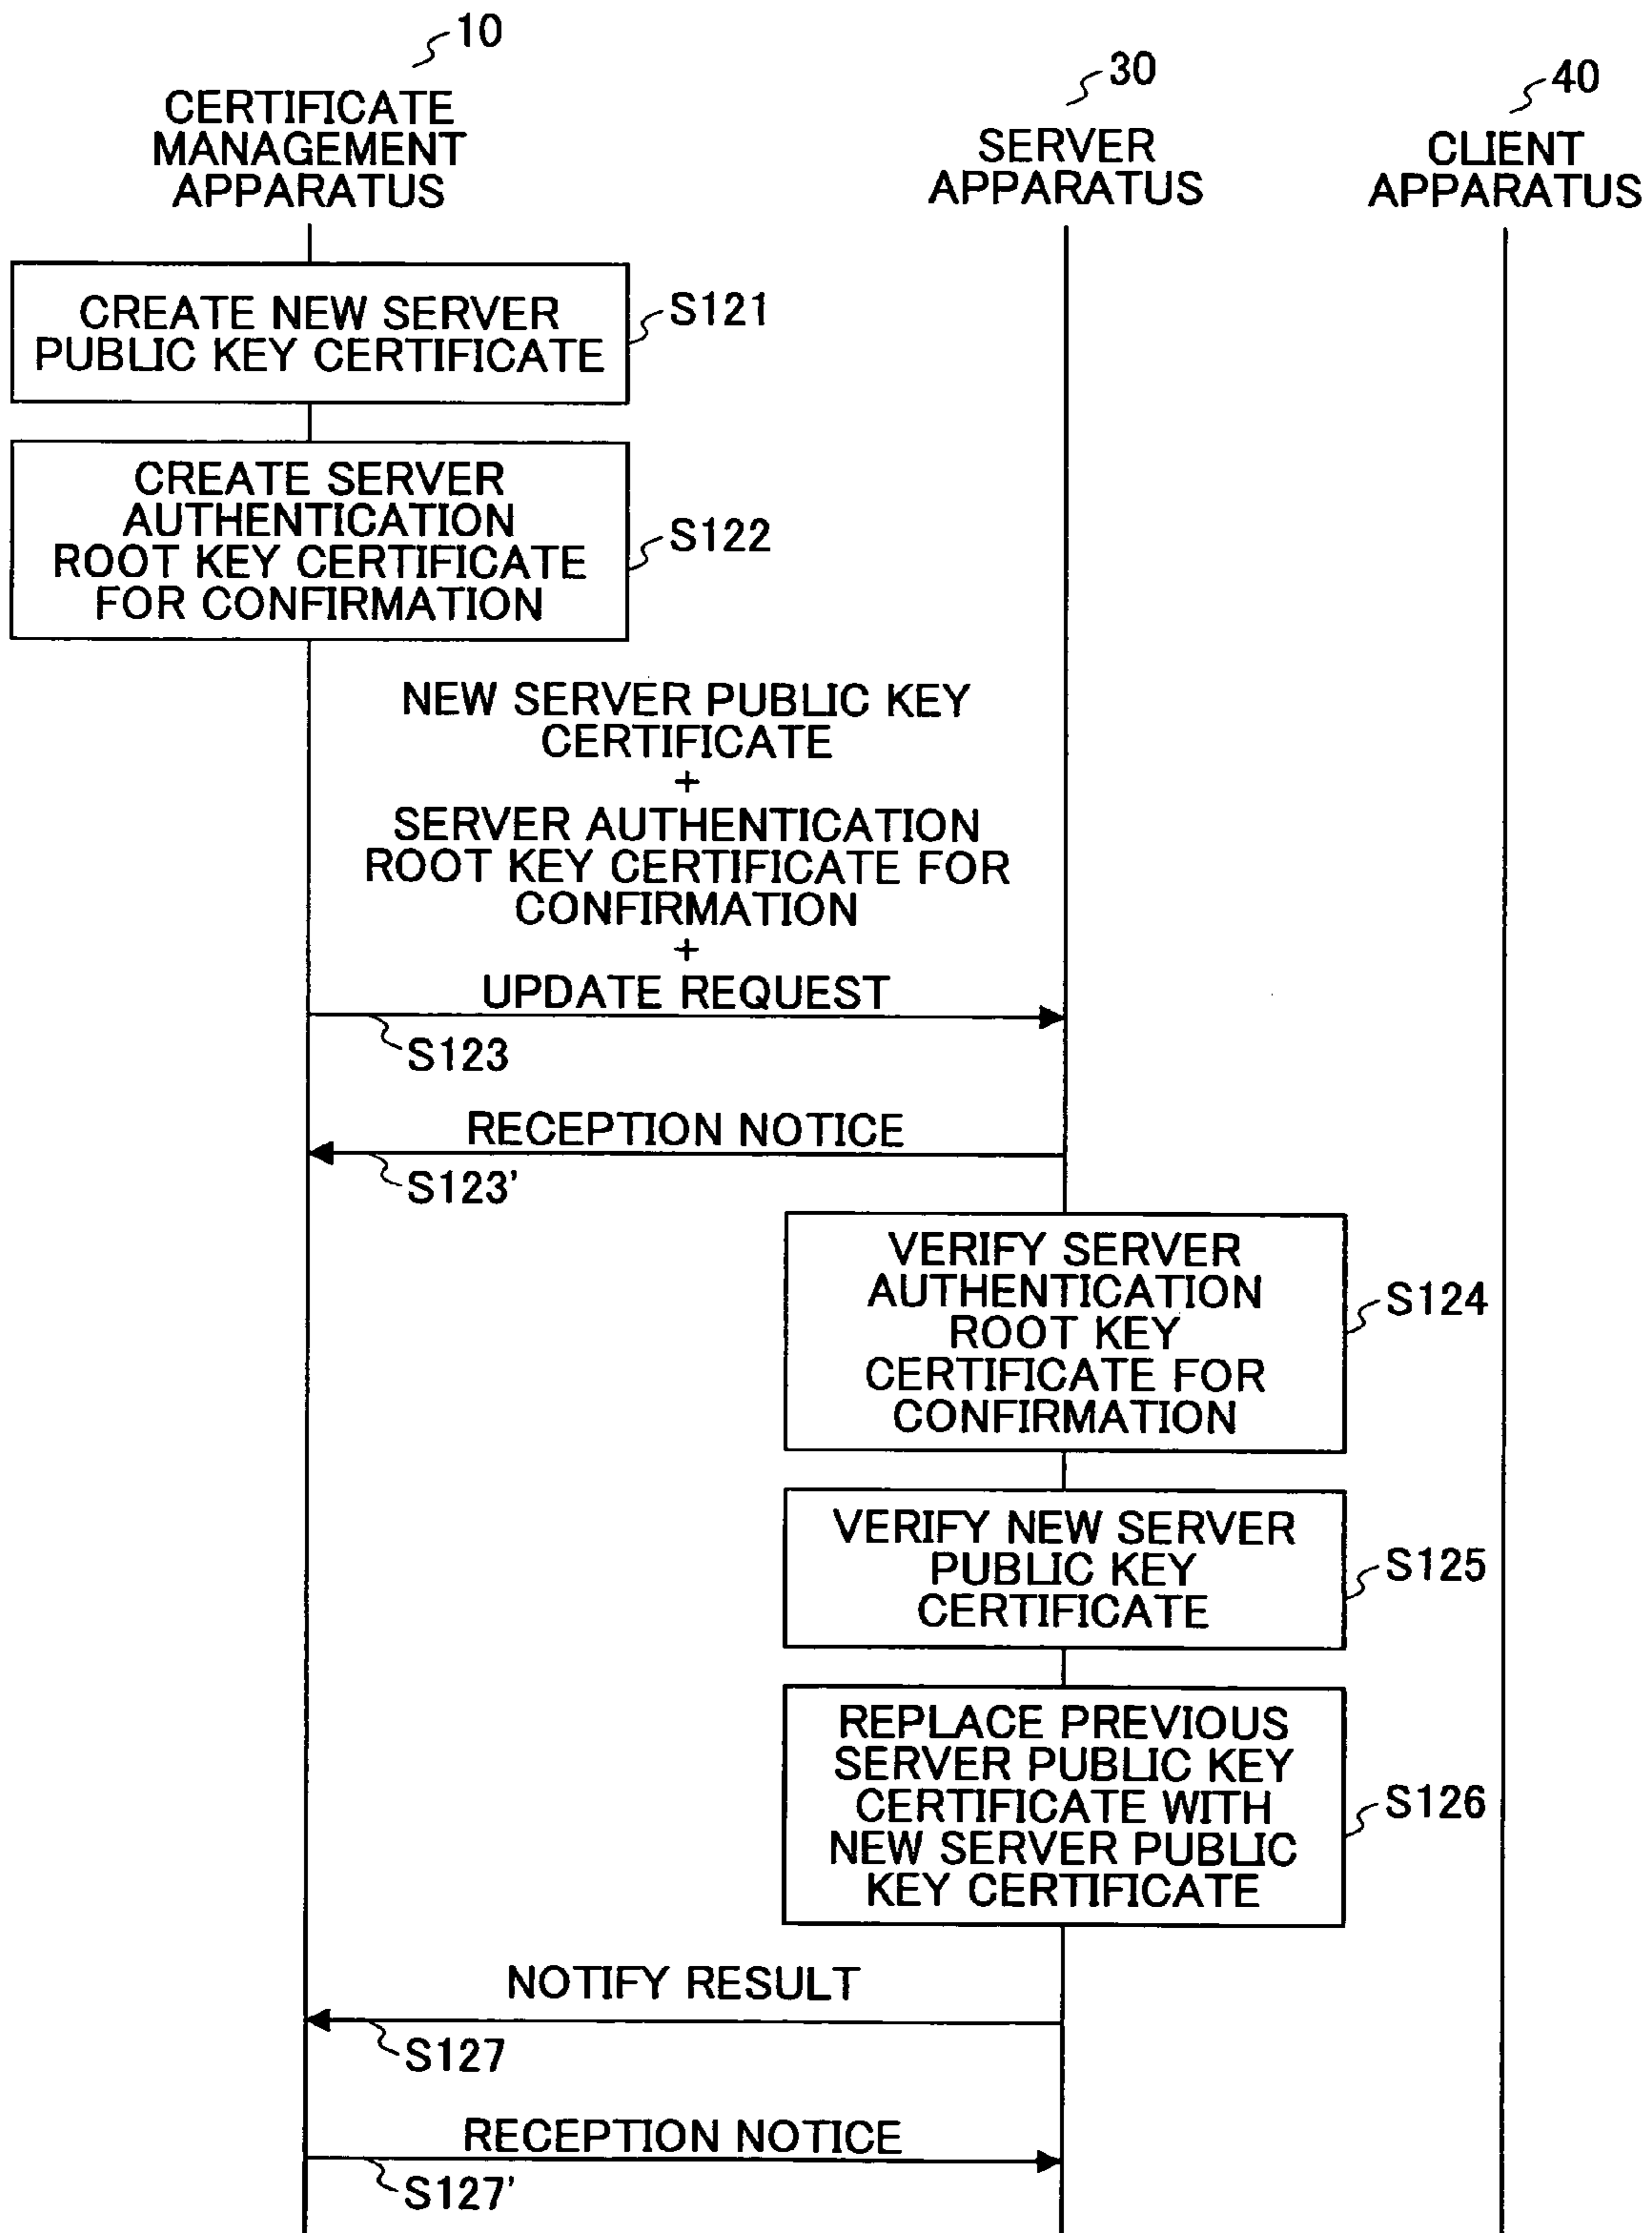 10
CERTIFICATE
MANAGEMENT
APPARATUS
30
SERVER
APPARATUS
40
CLIENT
APPARATUS
CREATE NEW SERVER
PUBLIC KEY CERTIFICATE
S121
CREATE SERVER
AUTHENTICATION
ROOT KEY CERTIFICATE
FOR CONFIRMATION
S122
NEW SERVER PUBLIC KEY
CERTIFICATE
+
SERVER AUTHENTICATION
ROOT KEY CERTIFICATE FOR
CONFIRMATION
+
UPDATE REQUEST
S123
RECEPTION NOTICE
S123'
VERIFY SERVER
AUTHENTICATION
ROOT KEY
CERTIFICATE FOR
CONFIRMATION
S124
VERIFY NEW SERVER
PUBLIC KEY
CERTIFICATE
S125
REPLACE PREVIOUS
SERVER PUBLIC KEY
CERTIFICATE WITH
NEW SERVER PUBLIC
KEY CERTIFICATE
S126
NOTIFY RESULT
S127
RECEPTION NOTICE
S127'